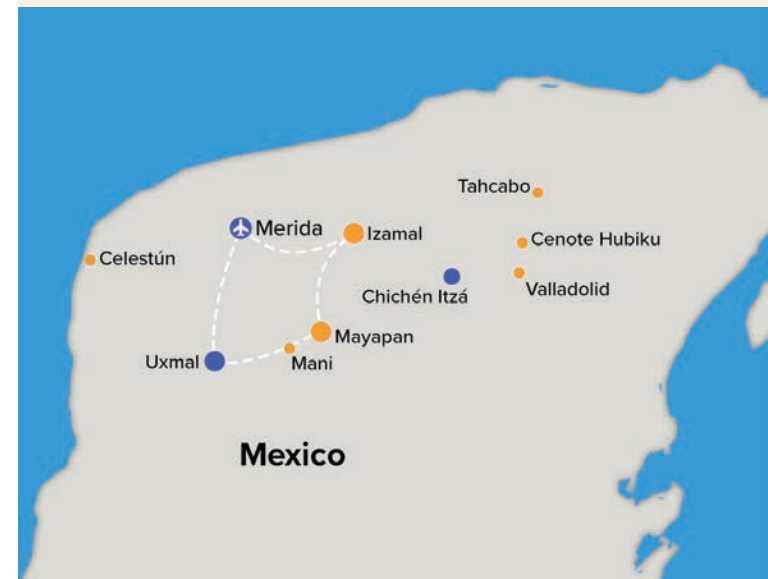 Tahcabo
Merida
Izamal
Cenote Hubiku
Celestún
Chichén Itzá
Valladolid
Mayapan
Uxmal
Mani
Mexico